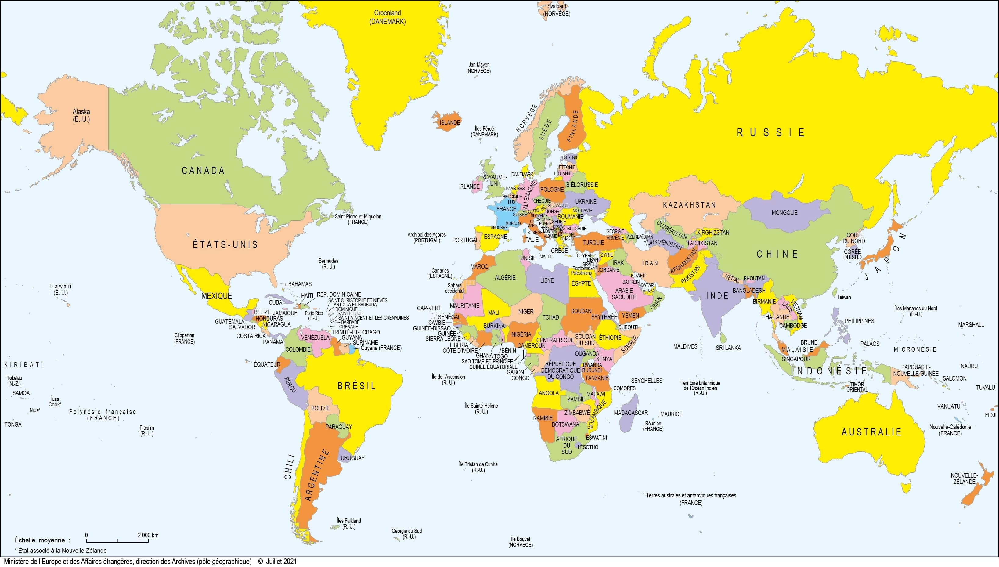 Groenland
(DANEMARK)
Svalbard
(NORVÈGE)
Jan Mayen
(NORVÈGE)
Alaska
(É.-U.)
ISLANDE
Îles Féroé
(DANEMARK)
NORVÈGE
SUÈDE
FINLANDE
RUSSIE
CANADA
ESTONIE
LETTONIE
LITUANIE
DANEMARK
ROYAUME-
UNI
IRLANDE
PAYS-BAS
ALLEMAGNE
POLOGNE
BIÉLORUSSIE
BELGIQUE
LUX.
TCHÉQUIE
UKRAINE
SLOVAQUIE
FRANCE
SUISSE
AUTRICHE
HONGRIE
MOLDAVIE
SLOVÉNIE
ROUMANIE
CROATIE
ST-
MARIN
BOSNIE-
HERZ.
SERBIE
MONACO
ANDORRE
KOSOVO
BULGARIE
ST-SIÈGE
MONTÉNÉGRO
ALBANIE
MACÉDOINE
DU NORD
PORTUGAL
ESPAGNE
ITALIE
GRÈCE
MALTE
TURQUIE
GÉORGIE
ARMÉNIE
AZERBAÏDJAN
KAZAKHSTAN
OUZBÉKISTAN
TURKMÉNISTAN
KIRGHIZSTAN
TADJIKISTAN
MONGOLIE
CHINE
CORÉE
DU NORD
CORÉE
DU SUD
JAPON
Saint-Pierre-et-Miquelon
(FRANCE)
Archipel des Açores
(PORTUGAL)
ÉTATS-UNIS
Bermudes
(R.-U.)
Canaries
(ESPAGNE)
Hawaii
(É.-U.)
MEXIQUE
BAHAMAS
CUBA
HAÏTI
RÉP. DOMINICAINE
SAINT-CHRISTOPHE-ET-NIÉVÈS
ANTIGUA-ET-BARBUDA
DOMINIQUE
SAINTE-LUCIE
SAINT-VINCENT-ET-LES-GRENADINES
BARBADE
GRENADE
TRINITÉ-ET-TOBAGO
Porto Rico
(É.-U.)
BÉLIZE
JAMAÏQUE
HONDURAS
GUATÉMALA
SALVADOR
NICARAGUA
COSTA RICA
PANAMA
Clipperton
(FRANCE)
VÉNÉZUELA
GUYANA
SURINAME
Guyane (FRANCE)
COLOMBIE
ÉQUATEUR
PÉROU
BRÉSIL
BOLIVIE
PARAGUAY
URUGUAY
CHILI
ARGENTINE
Îles Falkland
(R.-U.)
Géorgie du Sud
(R.-U.)
Île Bouvet
(NORVÈGE)
KIRIBATI
Tokelau
(N.-Z.)
SAMOA
ÎLES
COOK*
NIUE*
Polynésie française
(FRANCE)
TONGA
Pitcairn
(R.-U.)
MAROC
ALGÉRIE
TUNISIE
LIBYE
ÉGYPTE
Sahara
occidental
MAURITANIE
MALI
NIGER
TCHAD
SOUDAN
ÉRYTHRÉE
CAP-VERT
SÉNÉGAL
GAMBIE
GUINÉE-BISSAO
GUINÉE
SIERRA LEONE
LIBÉRIA
CÔTE D'IVOIRE
BURKINA
GHANA
TOGO
BÉNIN
NIGÉRIA
CAMEROUN
CENTRAFRIQUE
SOUDAN
DU SUD
ÉTHIOPIE
DJIBOUTI
SOMALIE
SAO TOMÉ-ET-PRINCIPE
GUINÉE ÉQUATORIALE
GABON
CONGO
RÉPUBLIQUE
DÉMOCRATIQUE
DU CONGO
OUGANDA
KÉNYA
RWANDA
BURUNDI
TANZANIE
ANGOLA
ZAMBIE
MALAWI
MOZAMBIQUE
ZIMBABWÉ
NAMIBIE
BOTSWANA
AFRIQUE
DU
SUD
ESWATINI
LÉSOTHO
COMORES
SEYCHELLES
MADAGASCAR
MAURICE
Réunion
(FRANCE)
Île de l'Ascension
(R.-U.)
Île Sainte-Hélène
(R.-U.)
Île Tristan da Cunha
(R.-U.)
CHYPRE
LIBAN
ISRAËL
Territoires
Palestiniens
SYRIE
IRAK
JORDANIE
KOWEÏT
BAHREÏN
QATAR
E.A.U.
ARABIE
SAOUDITE
OMAN
YÉMEN
IRAN
AFGHANISTAN
PAKISTAN
INDE
NÉPAL
BHOUTAN
BANGLADESH
BIRMANIE
LAOS
VIETNAM
THAÏLANDE
CAMBODGE
Taïwan
PHILIPPINES
MALDIVES
SRI LANKA
BRUNEI
MALAISIE
SINGAPOUR
INDONÉSIE
TIMOR
ORIENTAL
Territoire britannique
de l'Océan Indien
(R.-U.)
Îles Marianes du Nord
(É.-U.)
MARSHALL
PALAOS
MICRONÉSIE
NAURU
PAPOUASIE-
NOUVELLE-GUINÉE
SALOMON
TUVALU
VANUATU
FIDJI
Nouvelle-Calédonie
(FRANCE)
AUSTRALIE
NOUVELLE-
ZÉLANDE
Terres australes et antarctiques françaises
(FRANCE)
0 2 000 km
Échelle moyenne :
* État associé à la Nouvelle-Zélande
Ministère de l'Europe et des Affaires étrangères, direction des Archives (pôle géographique) © Juillet 2021